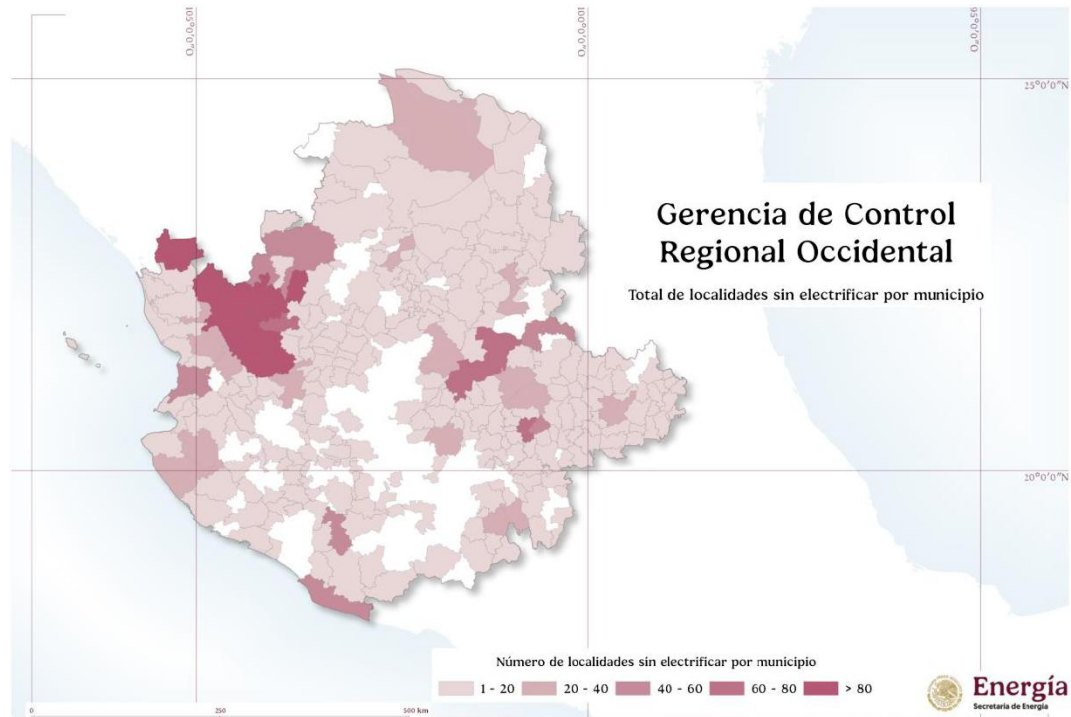 105°0'0"O
100°0'0"O
95°0'0"O
25°0'0"N
Gerencia de Control
Regional Occidental
Total de localidades sin electrificar por municipio
20°0'0"N
Número de localidades sin electrificar por municipio
1 - 20 20 - 40 40 - 60 60 - 80 > 80
0 250 500 km
Energía
Secretaría de Energía